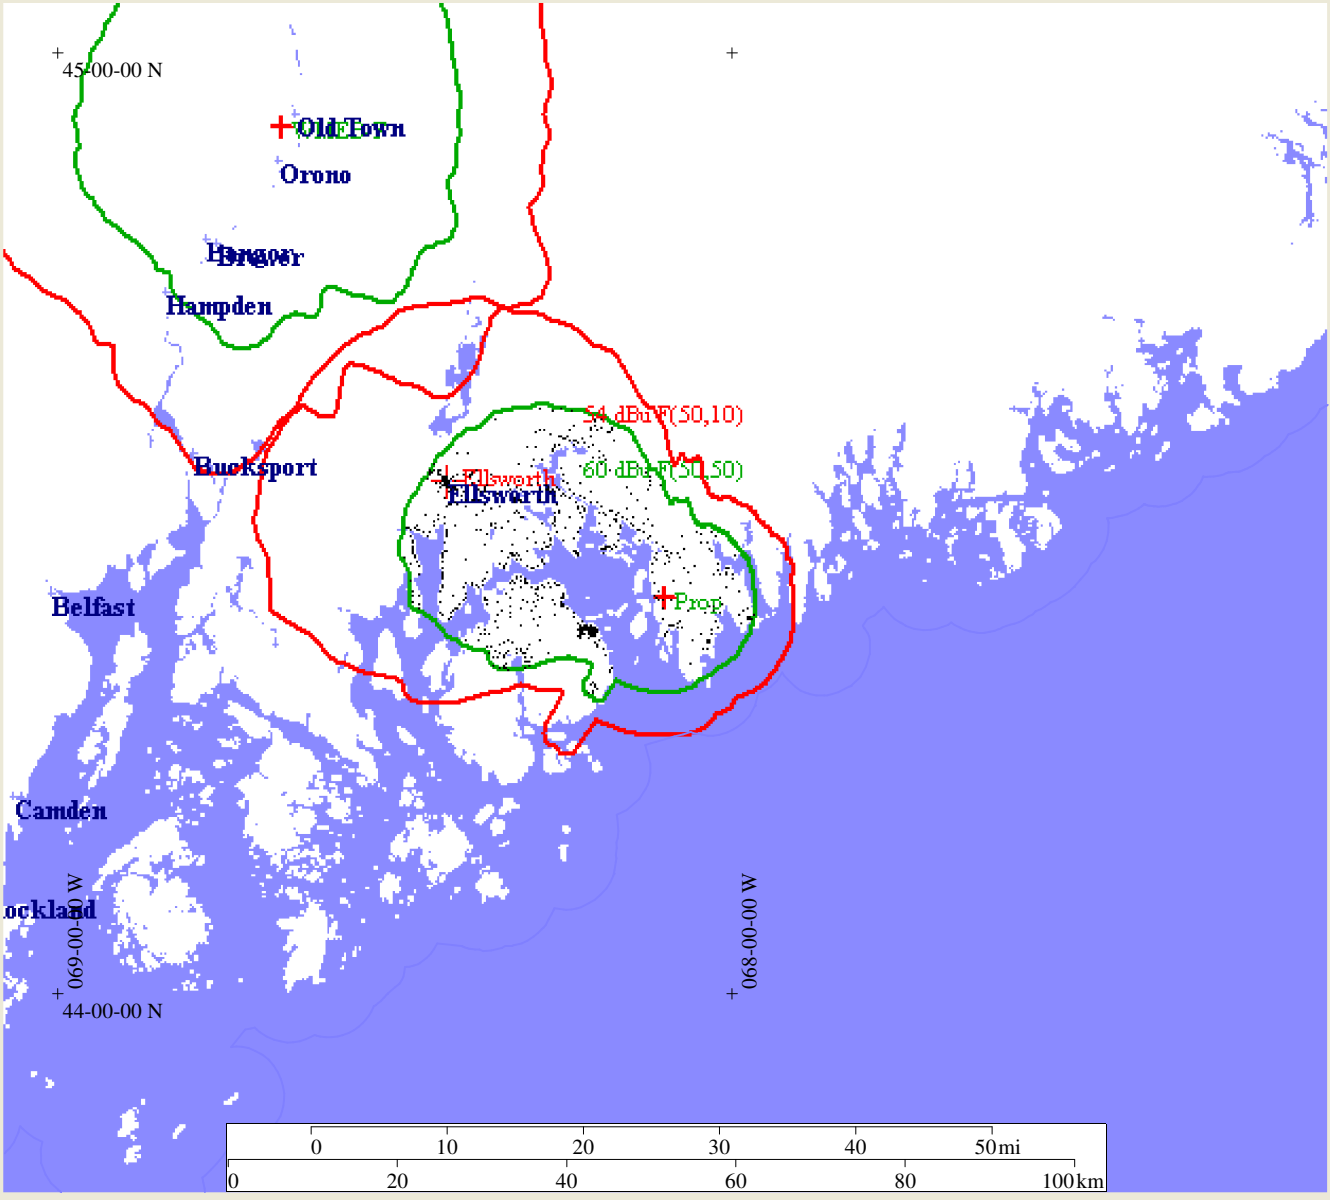 45-00-00 N
Old Town
Orono
Bangor
Brewer
Hampden
54 dBu F(50,10)
60 dBu F(50,50)
Bucksport
Ellsworth
Ellsworth
Belfast
Prop
Camden
ockland
069-00-00 W
068-00-00 W
44-00-00 N
0 10 20 30 40 50 mi
0 20 40 60 80 100 km